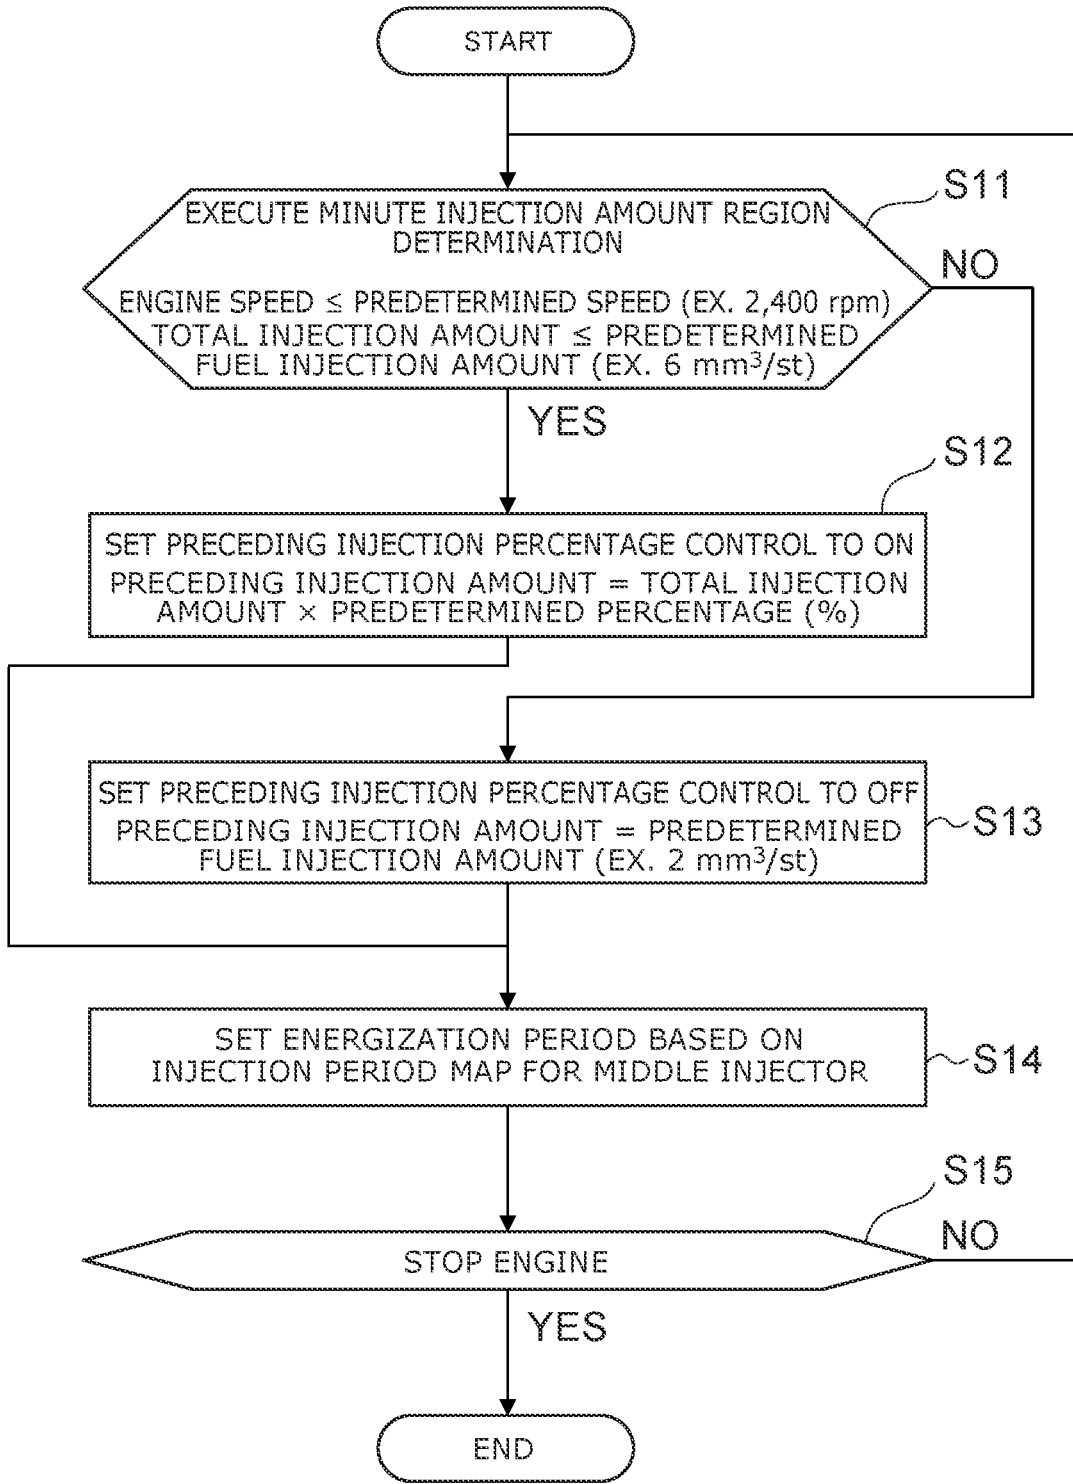 START
S11
EXECUTE MINUTE INJECTION AMOUNT REGION
DETERMINATION
NO
ENGINE SPEED ≤ PREDETERMINED SPEED (EX. 2,400 rpm)
TOTAL INJECTION AMOUNT ≤ PREDETERMINED
FUEL INJECTION AMOUNT (EX. 6 mm³/st)
YES
S12
SET PRECEDING INJECTION PERCENTAGE CONTROL TO ON
PRECEDING INJECTION AMOUNT = TOTAL INJECTION
AMOUNT × PREDETERMINED PERCENTAGE (%)
SET PRECEDING INJECTION PERCENTAGE CONTROL TO OFF
PRECEDING INJECTION AMOUNT = PREDETERMINED
FUEL INJECTION AMOUNT (EX. 2 mm³/st)
S13
SET ENERGIZATION PERIOD BASED ON
INJECTION PERIOD MAP FOR MIDDLE INJECTOR
S14
S15
STOP ENGINE
NO
YES
END